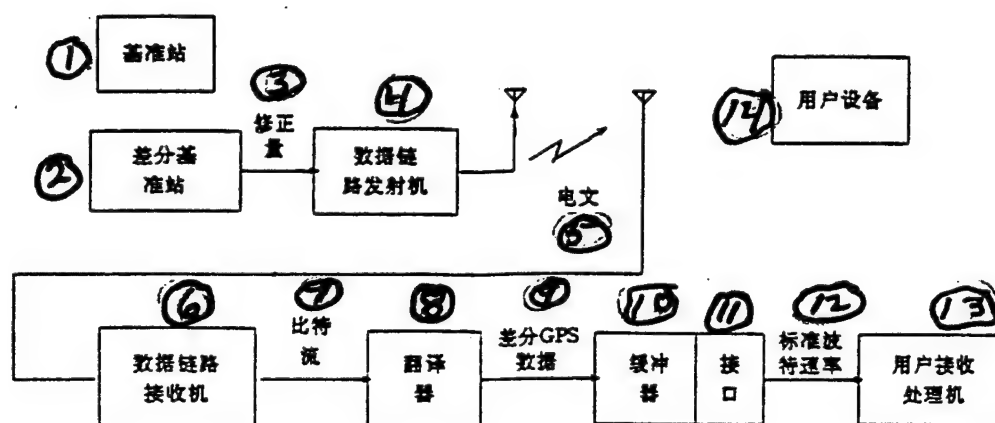 ① 基准站
③
④
修正
量
⑭ 用户设备
② 差分基
准站
数据链
路发射机
电文
⑤
⑥
⑦
⑧
⑨
⑩
⑪
⑫
⑬
数据链路
接收机
比特
流
翻译
器
差分GPS
数据
缓冲
器
接
口
标准波
特速率
用户接收
处理机